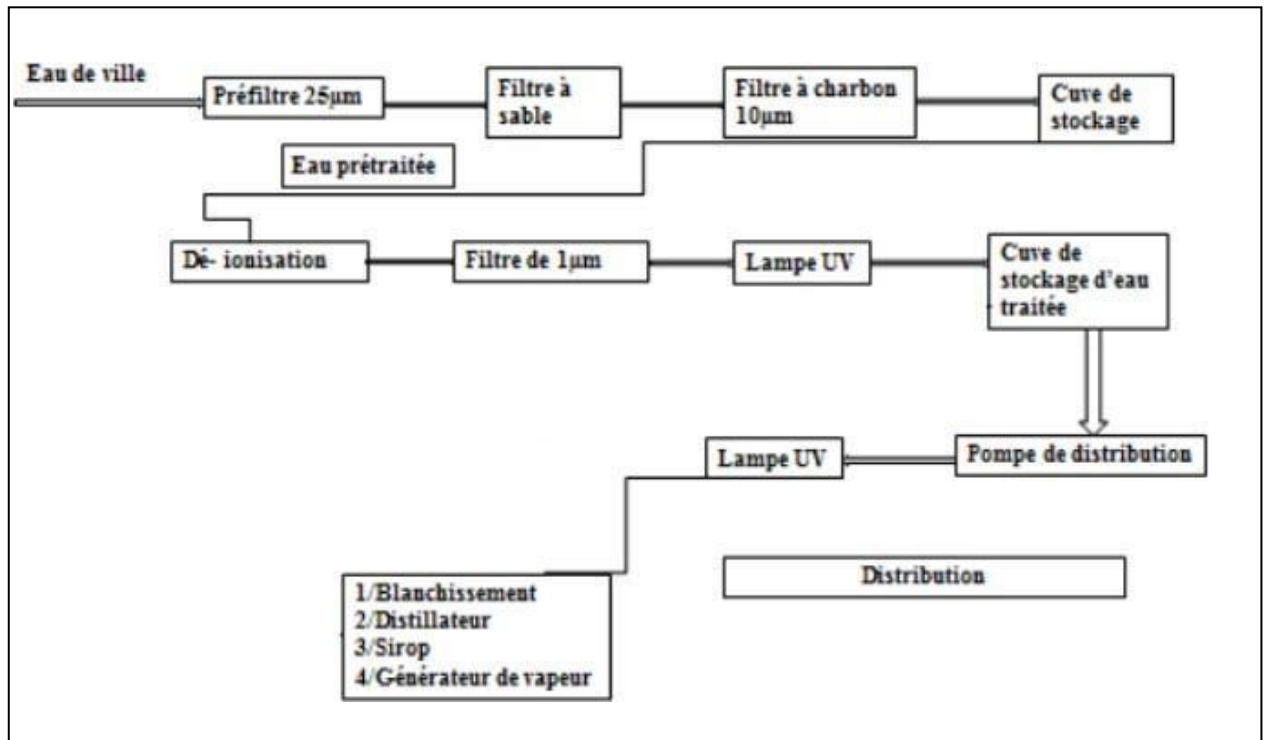 Eau de ville
Préfiltre 25µm
Filtre à
sable
Filtre à charbon
10µm
Cuve de
stockage
Eau prétraitée
Dé- ionisation
Filtre de 1µm
Lampe UV
Cuve de
stockage d'eau
traitée
Lampe UV
Pompe de distribution
Distribution
1/Blanchissement
2/Distillateur
3/Sirop
4/Générateur de vapeur